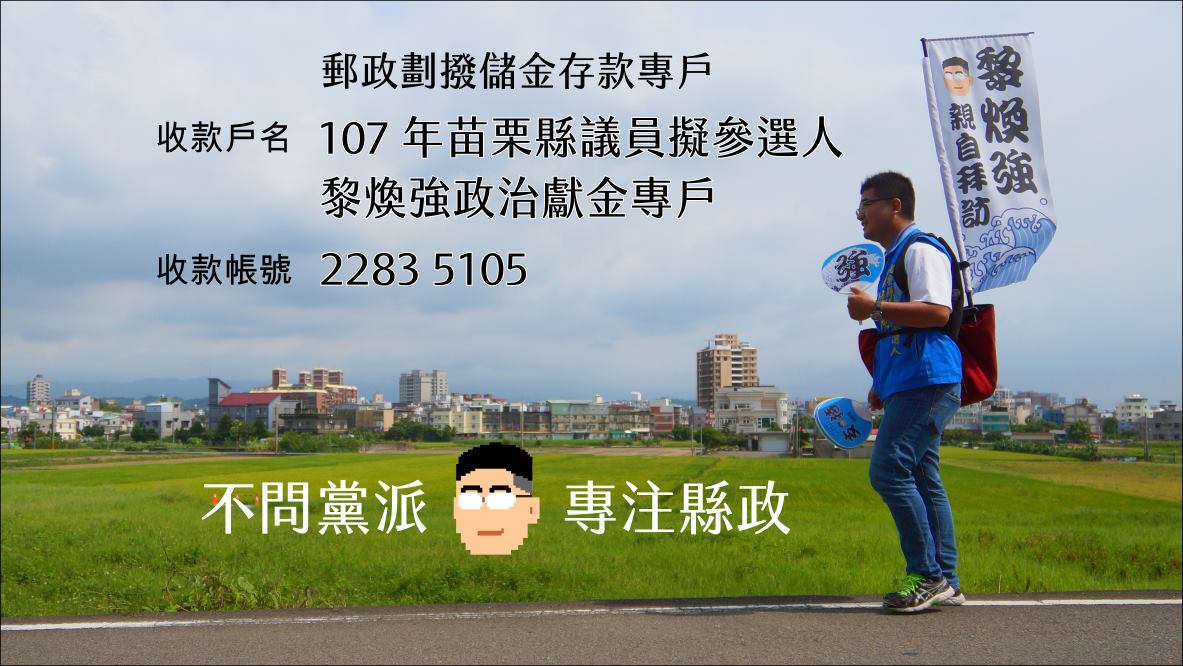 郵政劃撥儲金存款專戶
收款戶名 107 年苗栗縣議員擬參選人
黎煥強政治獻金專戶
收款帳號 2283 5105
黎煥強
親自拜訪
強
選人
不問黨派 專注縣政